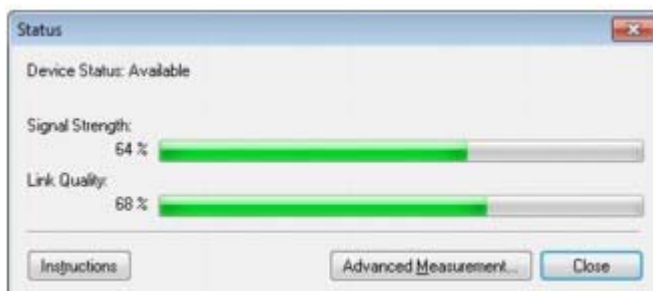 Status
Device Status: Available
Signal Strength:
64 %
Link Quality:
68 %
Instructions
Advanced Measurement...
Close